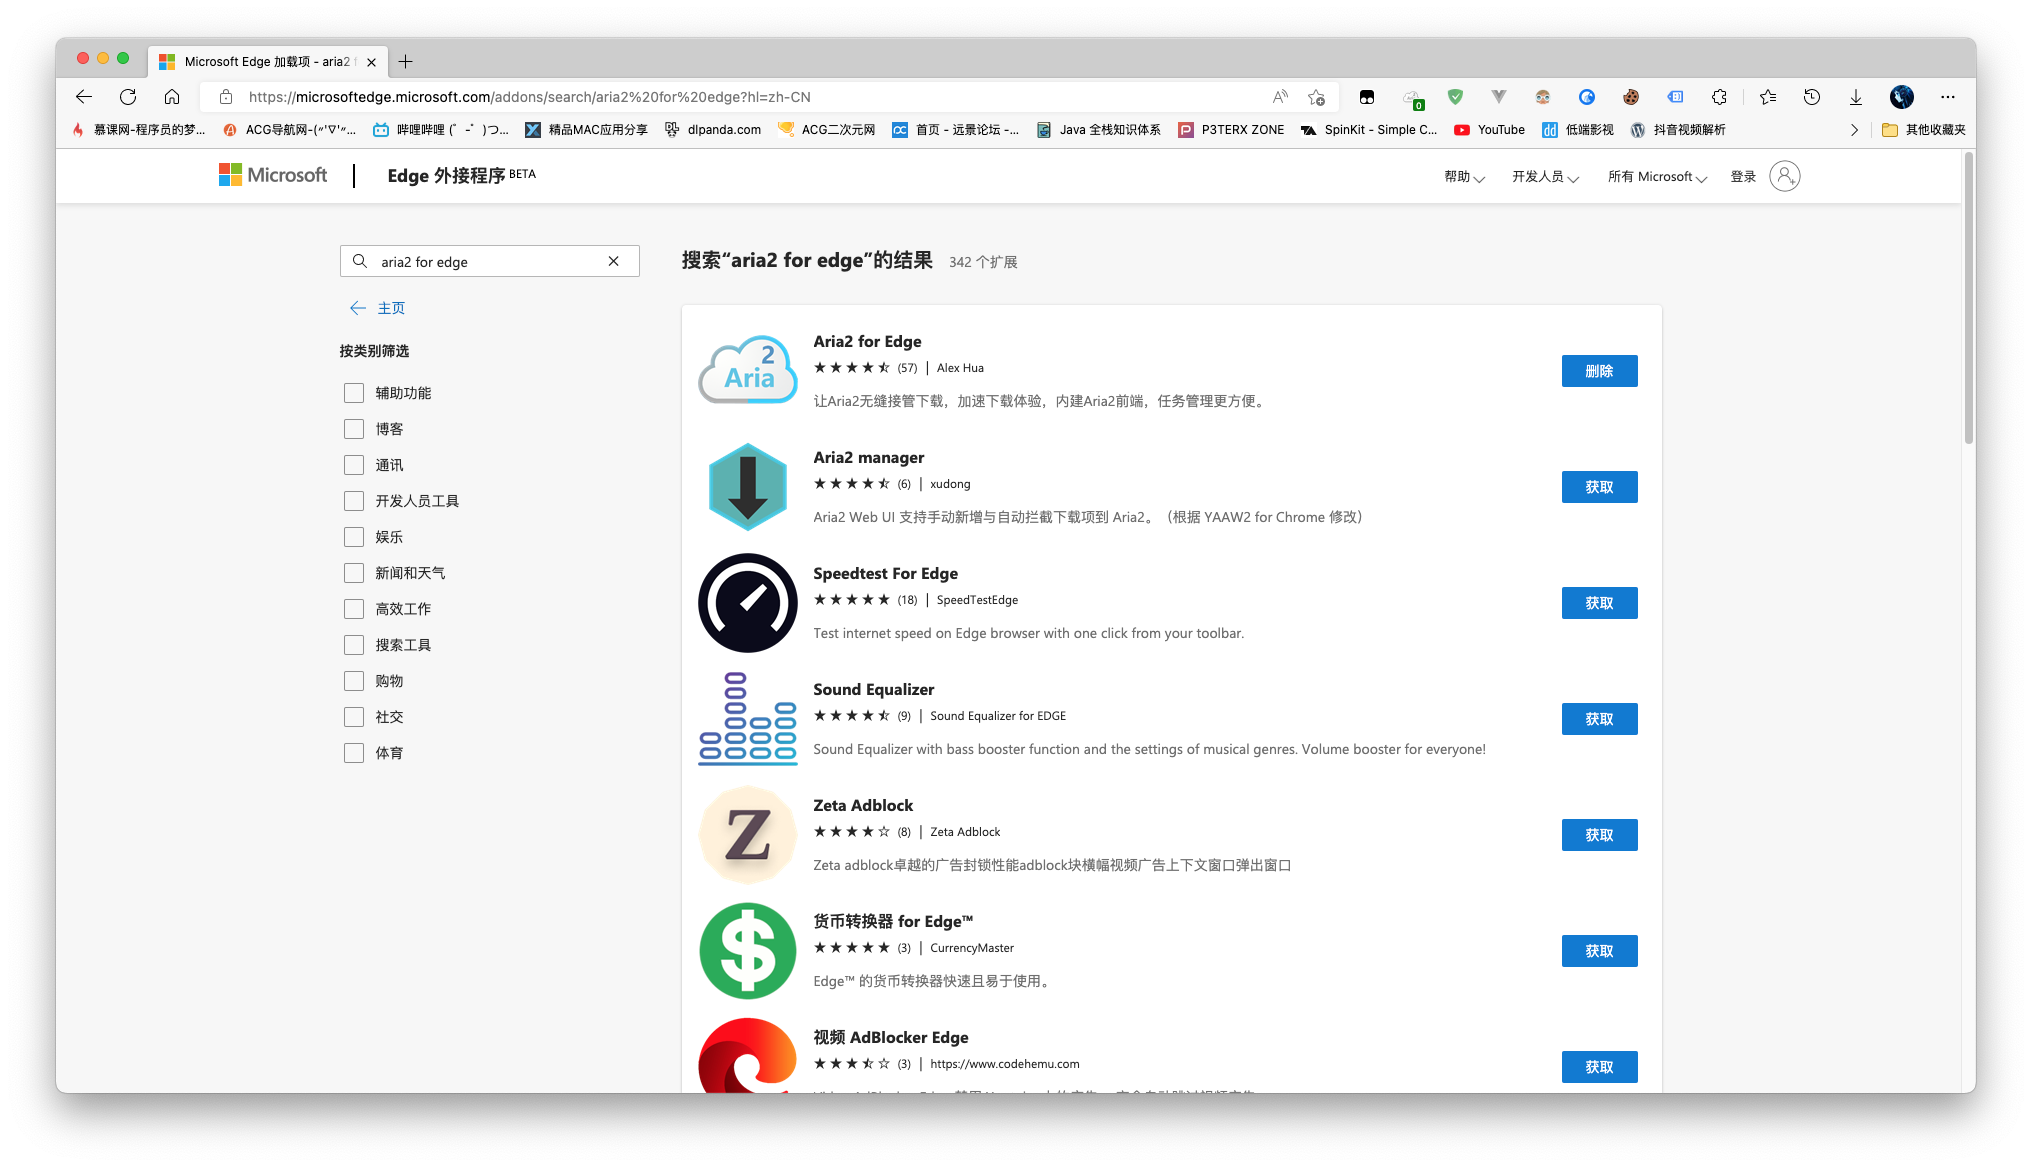 Microsoft Edge 加载项 - aria2 f
https://microsoftedge.microsoft.com/addons/search/aria2%20for%20edge?hl=zh-CN
0
慕课网-程序员的梦...
ACG导航网-(〃'▽'〃...
哔哩哔哩 (゜-゜)つ...
精品MAC应用分享
dlpanda.com
ACG二次元网
首页 - 远景论坛 -...
Java 全栈知识体系
P3TERX ZONE
SpinKit - Simple C...
YouTube
低端影视
抖音视频解析
其他收藏夹
Microsoft
Edge 外接程序 BETA
帮助
开发人员
所有 Microsoft
登录
aria2 for edge
主页
按类别筛选
辅助功能
博客
通讯
开发人员工具
娱乐
新闻和天气
高效工作
搜索工具
购物
社交
体育
搜索“aria2 for edge”的结果 342 个扩展
Aria 2
Aria2 for Edge
(57) | Alex Hua
让Aria2无缝接管下载，加速下载体验，内建Aria2前端，任务管理更方便。
删除
Aria2 manager
(6) | xudong
Aria2 Web UI 支持手动新增与自动拦截下载项到 Aria2。（根据 YAAW2 for Chrome 修改）
获取
Speedtest For Edge
(18) | SpeedTestEdge
Test internet speed on Edge browser with one click from your toolbar.
获取
Sound Equalizer
(9) | Sound Equalizer for EDGE
Sound Equalizer with bass booster function and the settings of musical genres. Volume booster for everyone!
获取
Z
Zeta Adblock
(8) | Zeta Adblock
Zeta adblock卓越的广告封锁性能adblock块横幅视频广告上下文窗口弹出窗口
获取
$
货币转换器 for Edge™
(3) | CurrencyMaster
Edge™ 的货币转换器快速且易于使用。
获取
视频 AdBlocker Edge
(3) | https://www.codehemu.com
获取